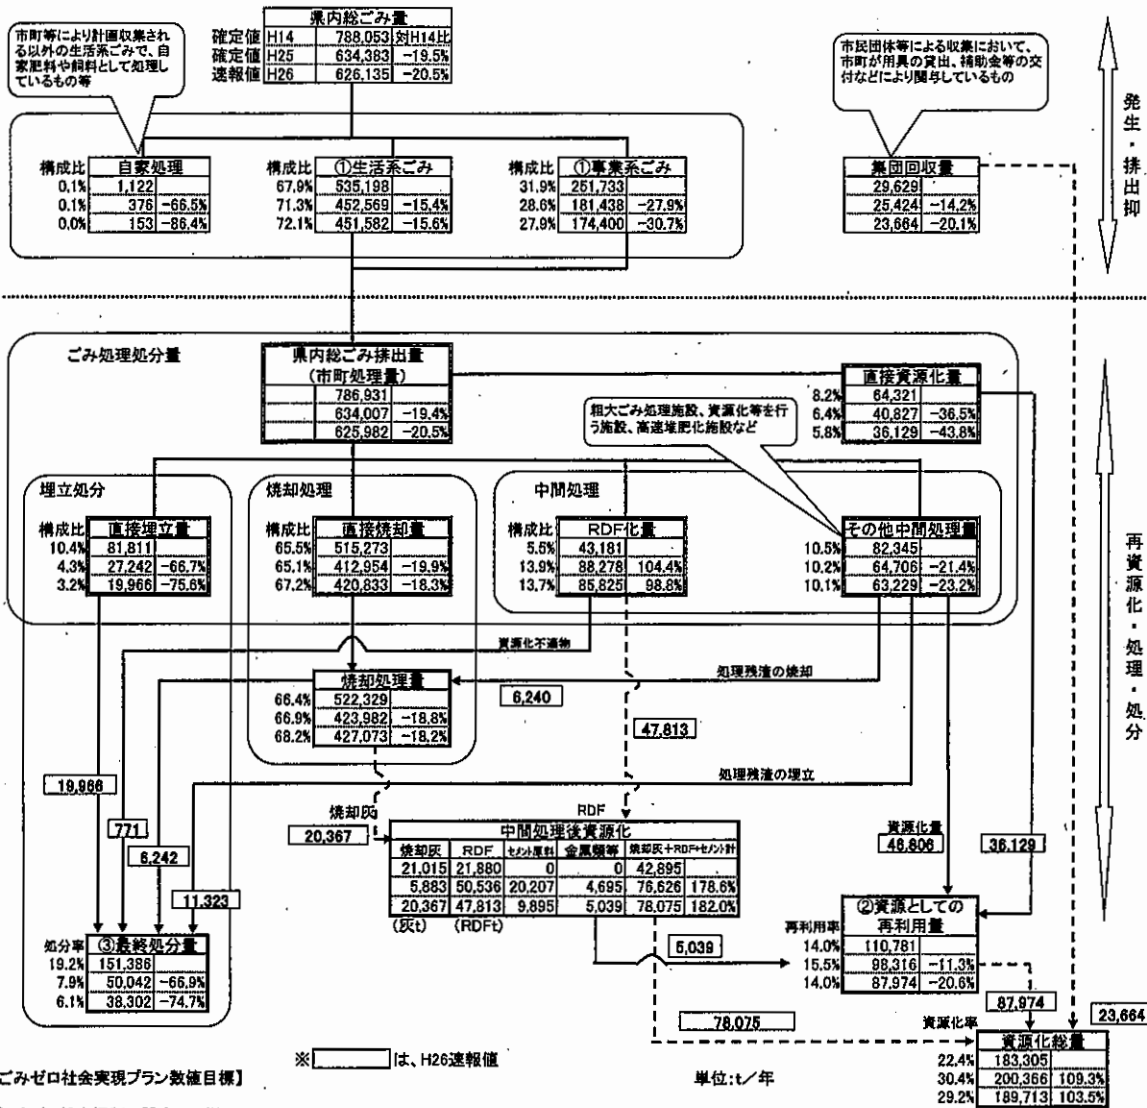 県内総ごみ量
確定値 H14 788,053 対H14比
確定値 H25 634,383 -19.5%
速報値 H26 626,135 -20.5%
市町等により計画収集され
る以外の生活系ごみで、自
家肥料や飼料として処理し
ているもの等
市民団体等による収集において、
市町が用具の貸出、補助金等の交
付などにより関与しているもの
発生・排出抑
構成比 自家処理
0.1% 1,122
0.1% 376 -66.5%
0.0% 153 -86.4%
構成比 ①生活系ごみ
67.9% 535,198
71.3% 452,569 -15.4%
72.1% 451,582 -15.6%
構成比 ①事業系ごみ
31.9% 251,733
28.6% 181,438 -27.9%
27.9% 174,400 -30.7%
集団回収量
29,629
25,424 -14.2%
23,664 -20.1%
ごみ処理処分量
県内総ごみ排出量
(市町処理量)
786,931
634,007 -19.4%
625,982 -20.5%
直接資源化量
8.2% 64,321
6.4% 40,827 -36.5%
5.8% 36,129 -43.8%
粗大ごみ処理施設、資源化等を行
う施設、高速堆肥化施設など
再資源化・処理・処分
埋立処分
構成比 直接埋立量
10.4% 81,811
4.3% 27,242 -66.7%
3.2% 19,966 -75.6%
焼却処理
構成比 直接焼却量
65.5% 515,273
65.1% 412,954 -19.9%
67.2% 420,833 -18.3%
中間処理
構成比 RDF化量
5.5% 43,181
13.9% 88,278 104.4%
13.7% 85,825 98.8%
その他中間処理量
10.5% 82,345
10.2% 64,706 -21.4%
10.1% 63,229 -23.2%
資源化不適物
焼却処理量
66.4% 522,329
66.9% 423,982 -18.8%
68.2% 427,073 -18.2%
処理残渣の焼却
6,240
47,813
処理残渣の埋立
19,966
771
6,242
11,323
焼却灰
20,367
RDF
中間処理後資源化
焼却灰 RDF セメント原料 金属類等 焼却灰+RDF+セメント計
21,015 21,880 0 0 42,895
5,883 50,536 20,207 4,695 76,626 178.6%
20,367 47,813 9,895 5,039 78,075 182.0%
(灰t) (RDFt)
資源化量
46,806
36,129
処分率 ③最終処分量
19.2% 151,386
7.9% 50,042 -66.9%
6.1% 38,302 -74.7%
5,039
②資源としての
再利用率 再利用量
14.0% 110,781
15.5% 98,316 -11.3%
14.0% 87,974 -20.6%
78,075
87,974
23,664
資源化率 資源化総量
22.4% 183,305
30.4% 200,366 109.3%
29.2% 189,713 103.5%
※ は、H26速報値
単位:t/年
ごみゼロ社会実現プラン数値目標】